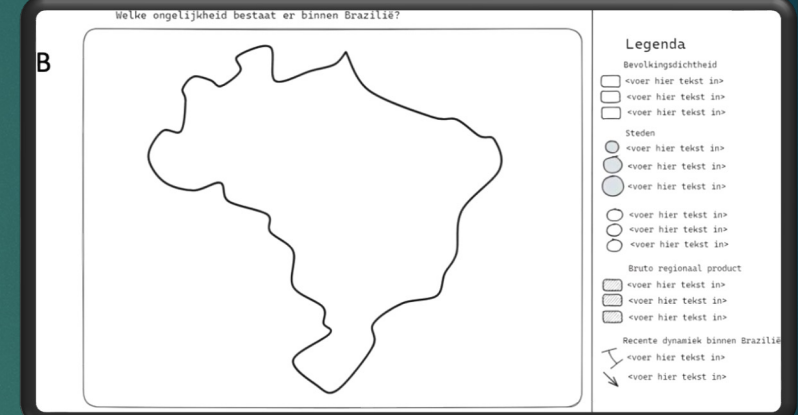 Welke ongelijkheid bestaat er binnen Brazilië?
B
Legenda
Bevolkingsdichtheid
<voer hier tekst in>
<voer hier tekst in>
<voer hier tekst in>
Steden
<voer hier tekst in>
<voer hier tekst in>
<voer hier tekst in>
<voer hier tekst in>
<voer hier tekst in>
<voer hier tekst in>
Bruto regionaal product
<voer hier tekst in>
<voer hier tekst in>
<voer hier tekst in>
Recente dynamiek binnen Brazilië
<voer hier tekst in>
<voer hier tekst in>